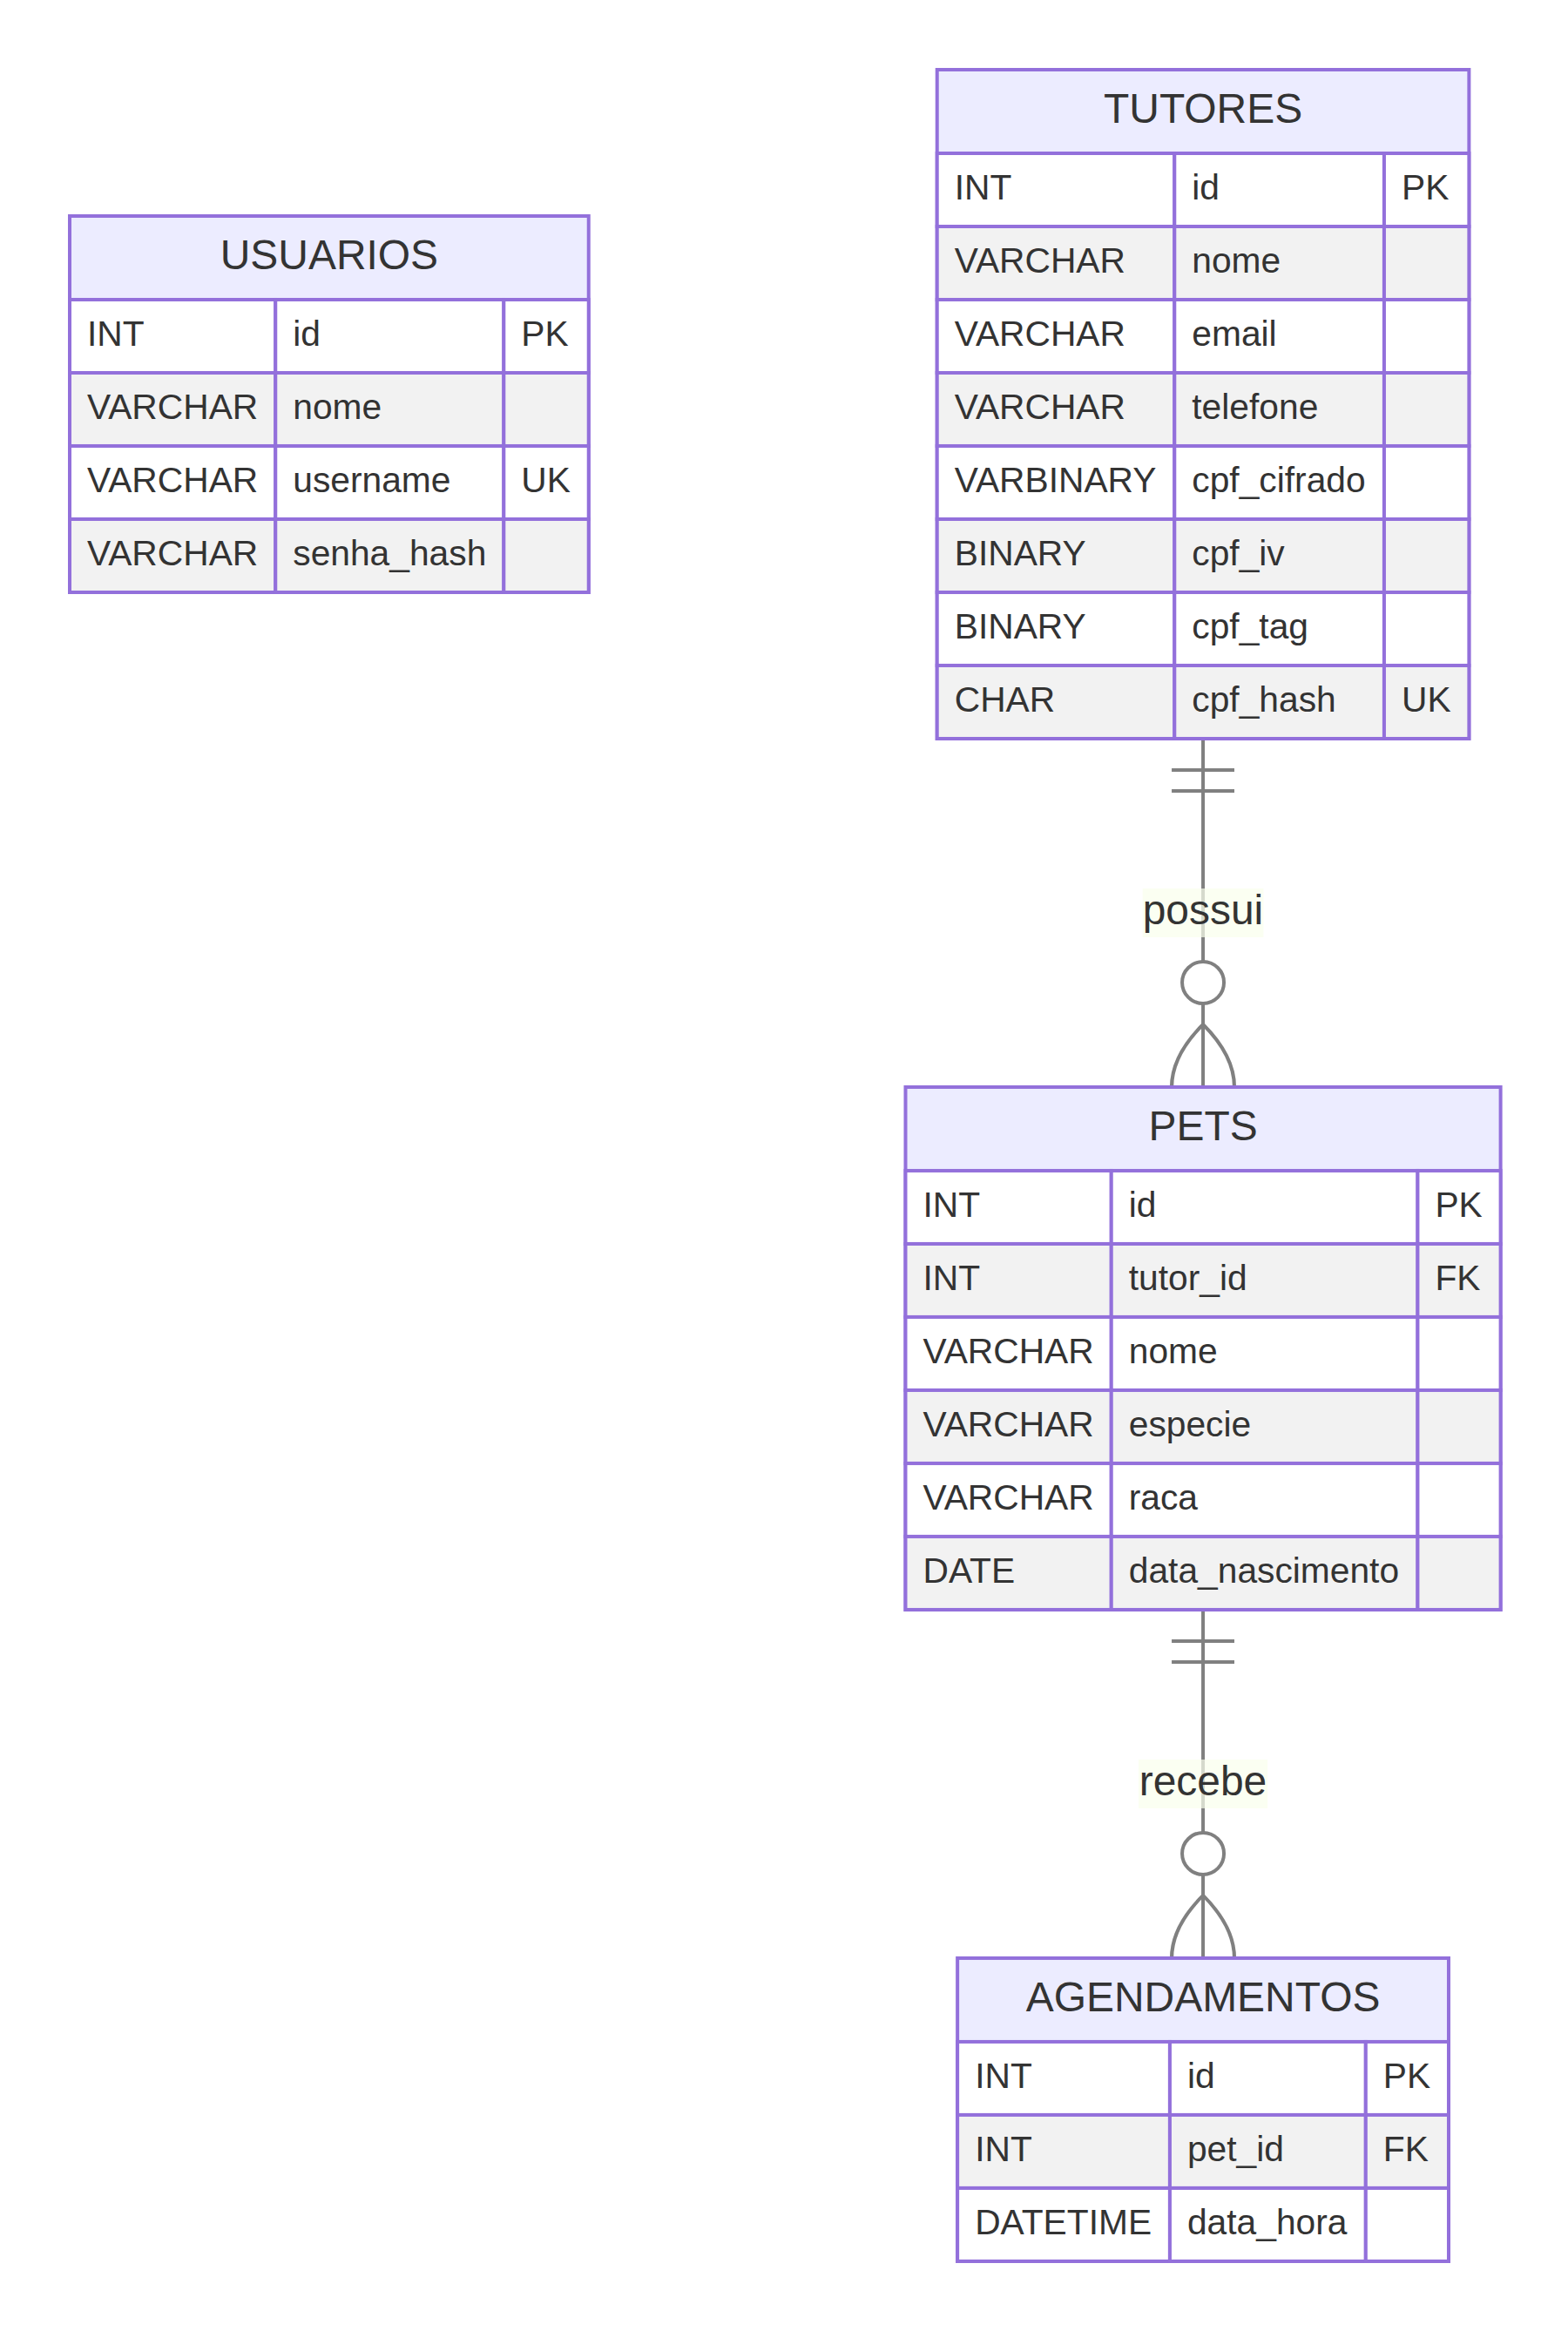 USUARIOS
INT id PK
VARCHAR nome
VARCHAR username UK
VARCHAR senha_hash
TUTORES
INT id PK
VARCHAR nome
VARCHAR email
VARCHAR telefone
VARBINARY cpf_cifrado
BINARY cpf_iv
BINARY cpf_tag
CHAR cpf_hash UK
possui
PETS
INT id PK
INT tutor_id FK
VARCHAR nome
VARCHAR especie
VARCHAR raca
DATE data_nascimento
recebe
AGENDAMENTOS
INT id PK
INT pet_id FK
DATETIME data_hora